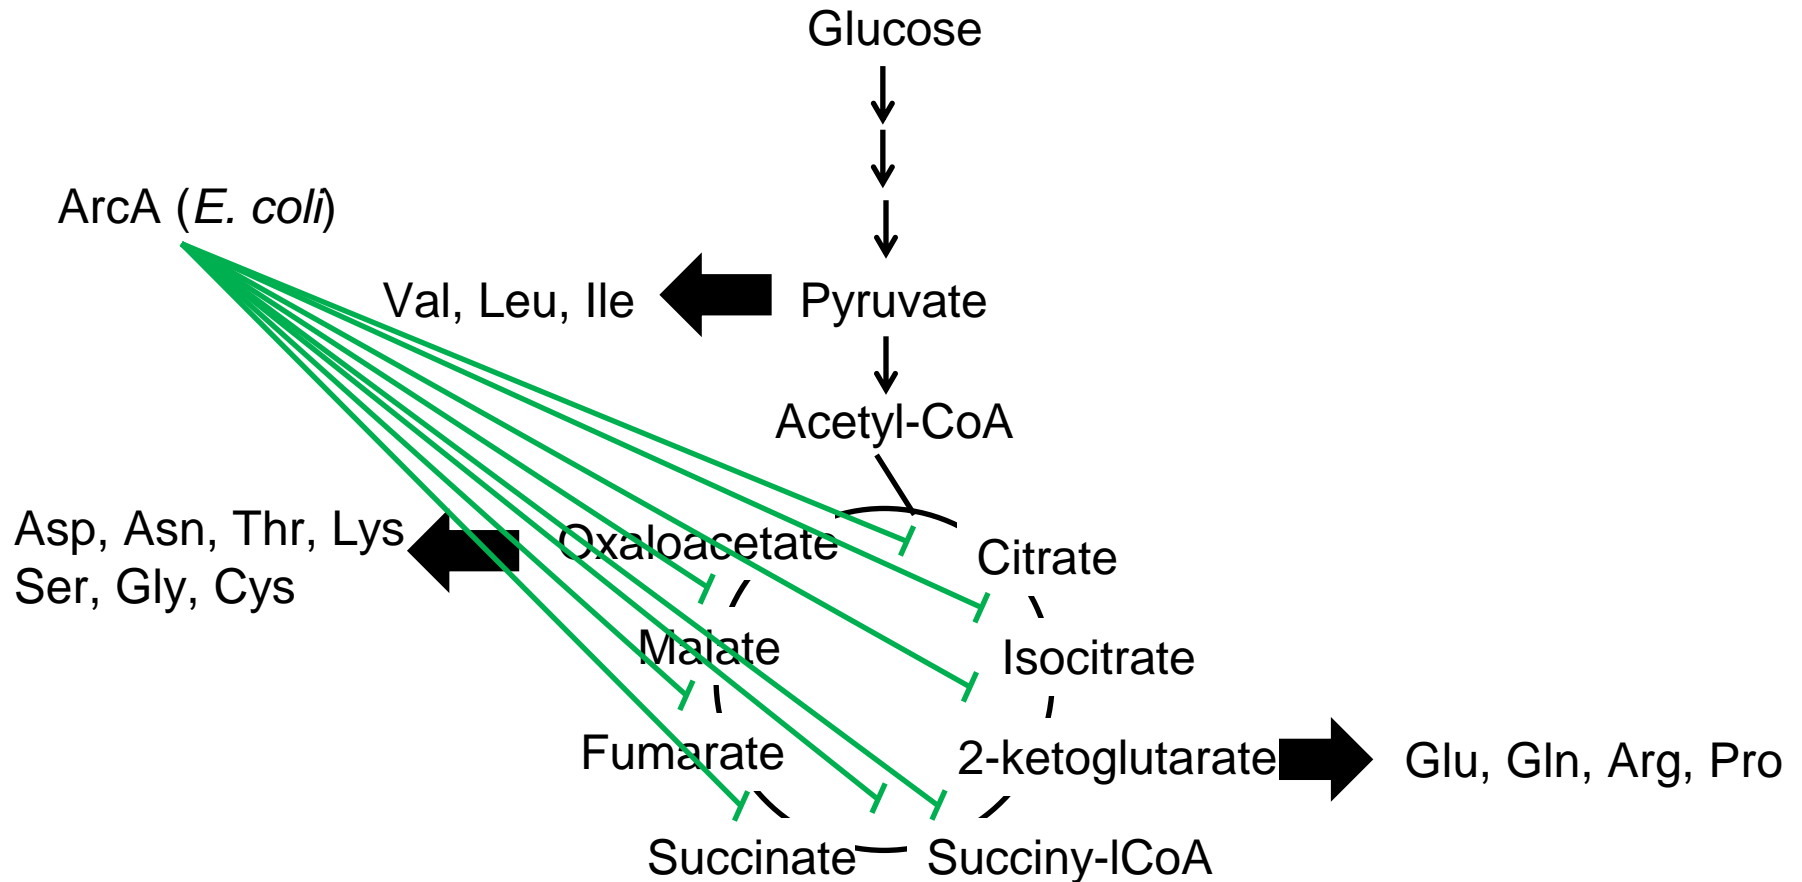 Glucose
ArcA (E. coli)
Val, Leu, Ile
Pyruvate
Acetyl-CoA
Asp, Asn, Thr, Lys
Ser, Gly, Cys
Oxaloacetate
Citrate
Malate
Isocitrate
Fumarate
2-ketoglutarate
Glu, Gln, Arg, Pro
Succinate
Succiny-lCoA